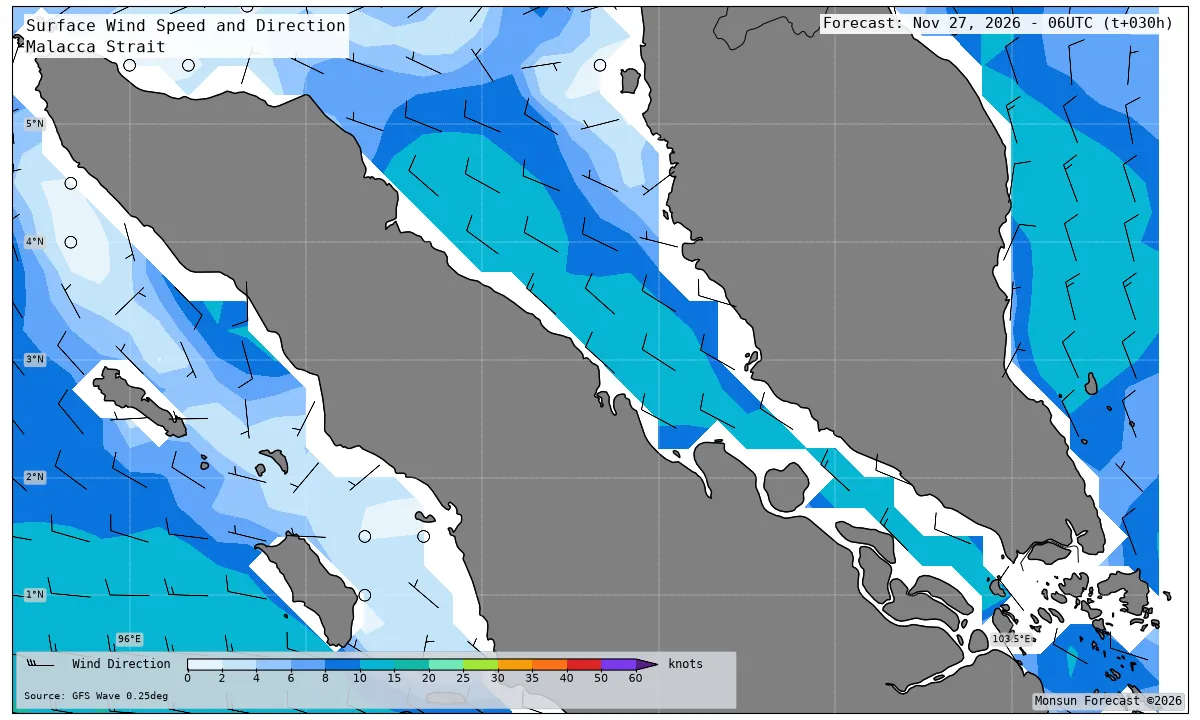 Surface Wind Speed and Direction
Malacca Strait
Forecast: Nov 27, 2026 - 06UTC (t+030h)
5°N
4°N
3°N
2°N
1°N
96°E
103.5°E
Wind Direction
knots
0 2 4 6 8 10 15 20 25 30 35 40 50 60
Source: GFS Wave 0.25deg
Monsun Forecast ©2026